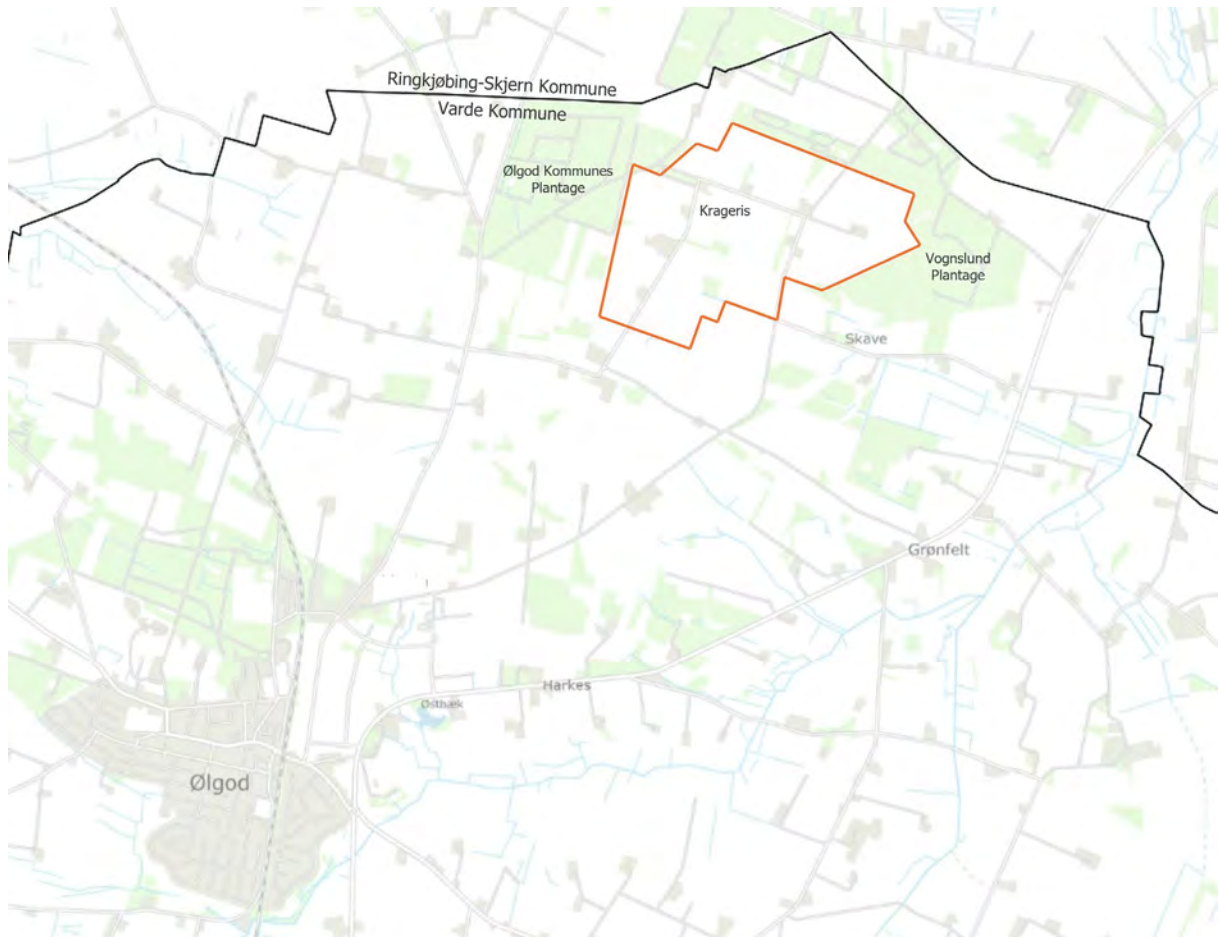 Ringkjøbing-Skjern Kommune
Varde Kommune
Ølgod Kommunes
Plantage
Krageris
Vognslund
Plantage
Skave
Grønfelt
Harkes
Østbæk
Ølgod